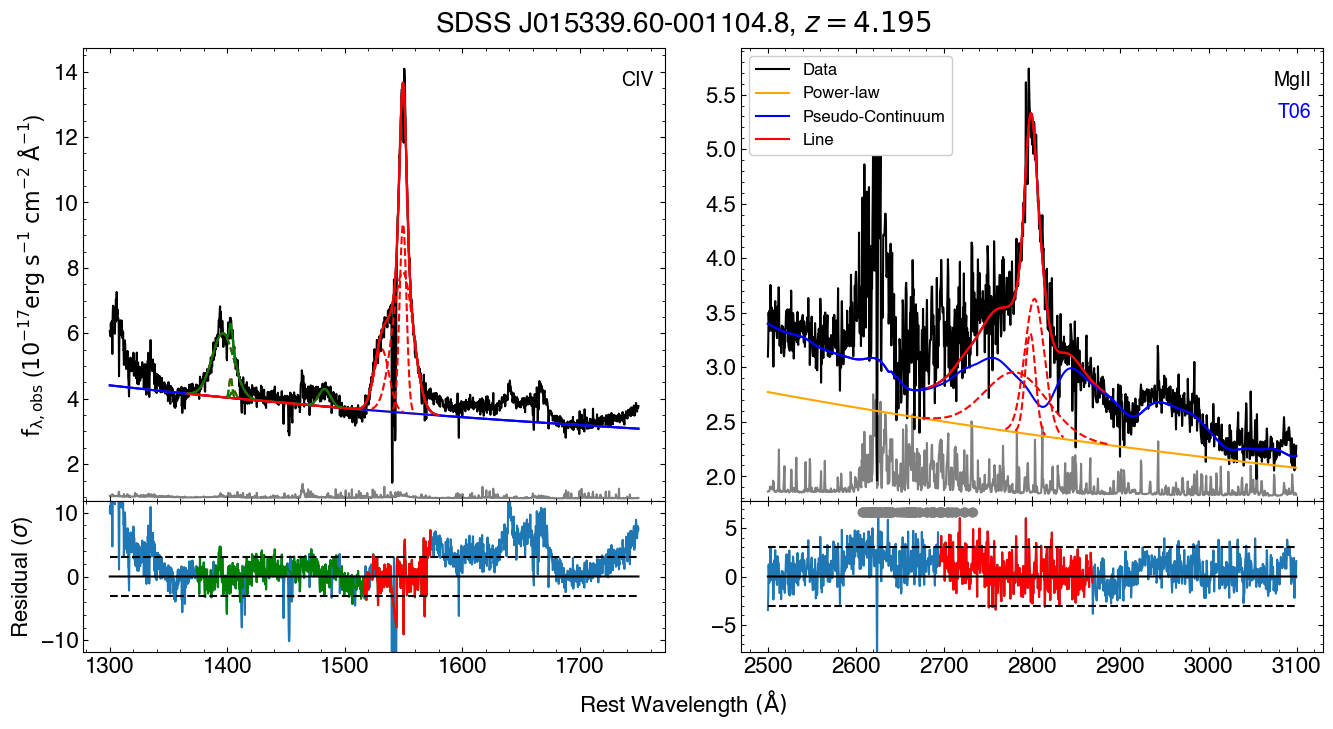 SDSS J015339.60-001104.8, z = 4.195
CIV
14
12
10
8
6
4
2
f_λ,obs (10⁻¹⁷erg s⁻¹ cm⁻² Å⁻¹)
Data
Power-law
Pseudo-Continuum
Line
MgII
T06
5.5
5.0
4.5
4.0
3.5
3.0
2.5
2.0
10
0
−10
Residual (σ)
5
0
−5
1300 1400 1500 1600 1700
2500 2600 2700 2800 2900 3000 3100
Rest Wavelength (Å)